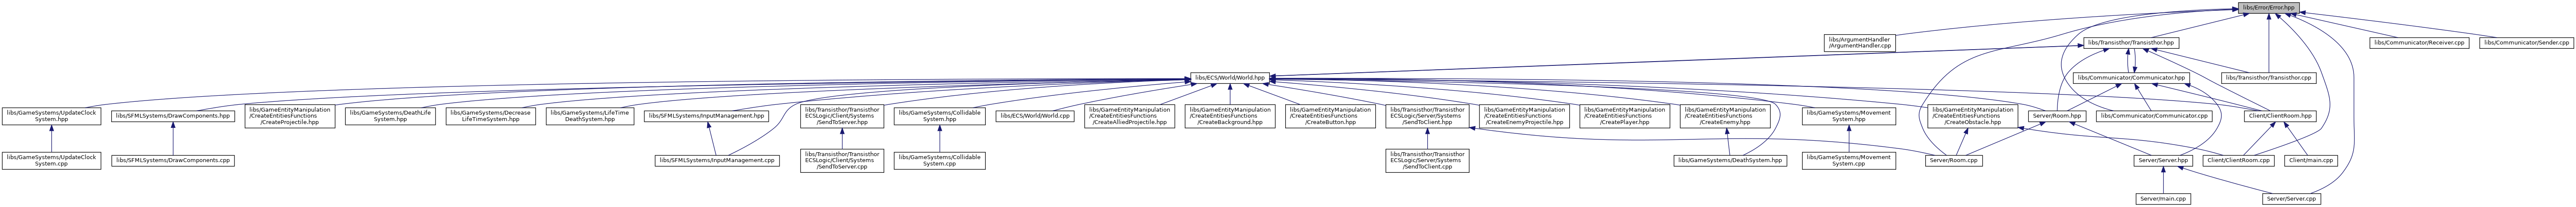 libs/Error/Error.hpp
libs/ArgumentHandler
/ArgumentHandler.cpp
libs/Transisthor/Transisthor.hpp
libs/Communicator/Receiver.cpp
libs/Communicator/Sender.cpp
libs/ECS/World/World.hpp
libs/Communicator/Communicator.hpp
libs/Transisthor/Transisthor.cpp
libs/GameSystems/UpdateClock
System.hpp
libs/SFMLSystems/DrawComponents.hpp
libs/GameEntityManipulation
/CreateEntitiesFunctions
/CreateProjectile.hpp
libs/GameSystems/DeathLife
System.hpp
libs/GameSystems/Decrease
LifeTimeSystem.hpp
libs/GameSystems/LifeTime
DeathSystem.hpp
libs/SFMLSystems/InputManagement.hpp
libs/Transisthor/Transisthor
ECSLogic/Client/Systems
/SendToServer.hpp
libs/GameSystems/Collidable
System.hpp
libs/ECS/World/World.cpp
libs/GameEntityManipulation
/CreateEntitiesFunctions
/CreateAlliedProjectile.hpp
libs/GameEntityManipulation
/CreateEntitiesFunctions
/CreateBackground.hpp
libs/GameEntityManipulation
/CreateEntitiesFunctions
/CreateButton.hpp
libs/Transisthor/Transisthor
ECSLogic/Server/Systems
/SendToClient.hpp
libs/GameEntityManipulation
/CreateEntitiesFunctions
/CreateEnemyProjectile.hpp
libs/GameEntityManipulation
/CreateEntitiesFunctions
/CreatePlayer.hpp
libs/GameEntityManipulation
/CreateEntitiesFunctions
/CreateEnemy.hpp
libs/GameSystems/Movement
System.hpp
libs/GameEntityManipulation
/CreateEntitiesFunctions
/CreateObstacle.hpp
Server/Room.hpp
libs/Communicator/Communicator.cpp
Client/ClientRoom.hpp
libs/GameSystems/UpdateClock
System.cpp
libs/SFMLSystems/DrawComponents.cpp
libs/SFMLSystems/InputManagement.cpp
libs/Transisthor/Transisthor
ECSLogic/Client/Systems
/SendToServer.cpp
libs/GameSystems/Collidable
System.cpp
libs/Transisthor/Transisthor
ECSLogic/Server/Systems
/SendToClient.cpp
libs/GameSystems/DeathSystem.hpp
libs/GameSystems/Movement
System.cpp
Server/Room.cpp
Server/Server.hpp
Client/ClientRoom.cpp
Client/main.cpp
Server/main.cpp
Server/Server.cpp